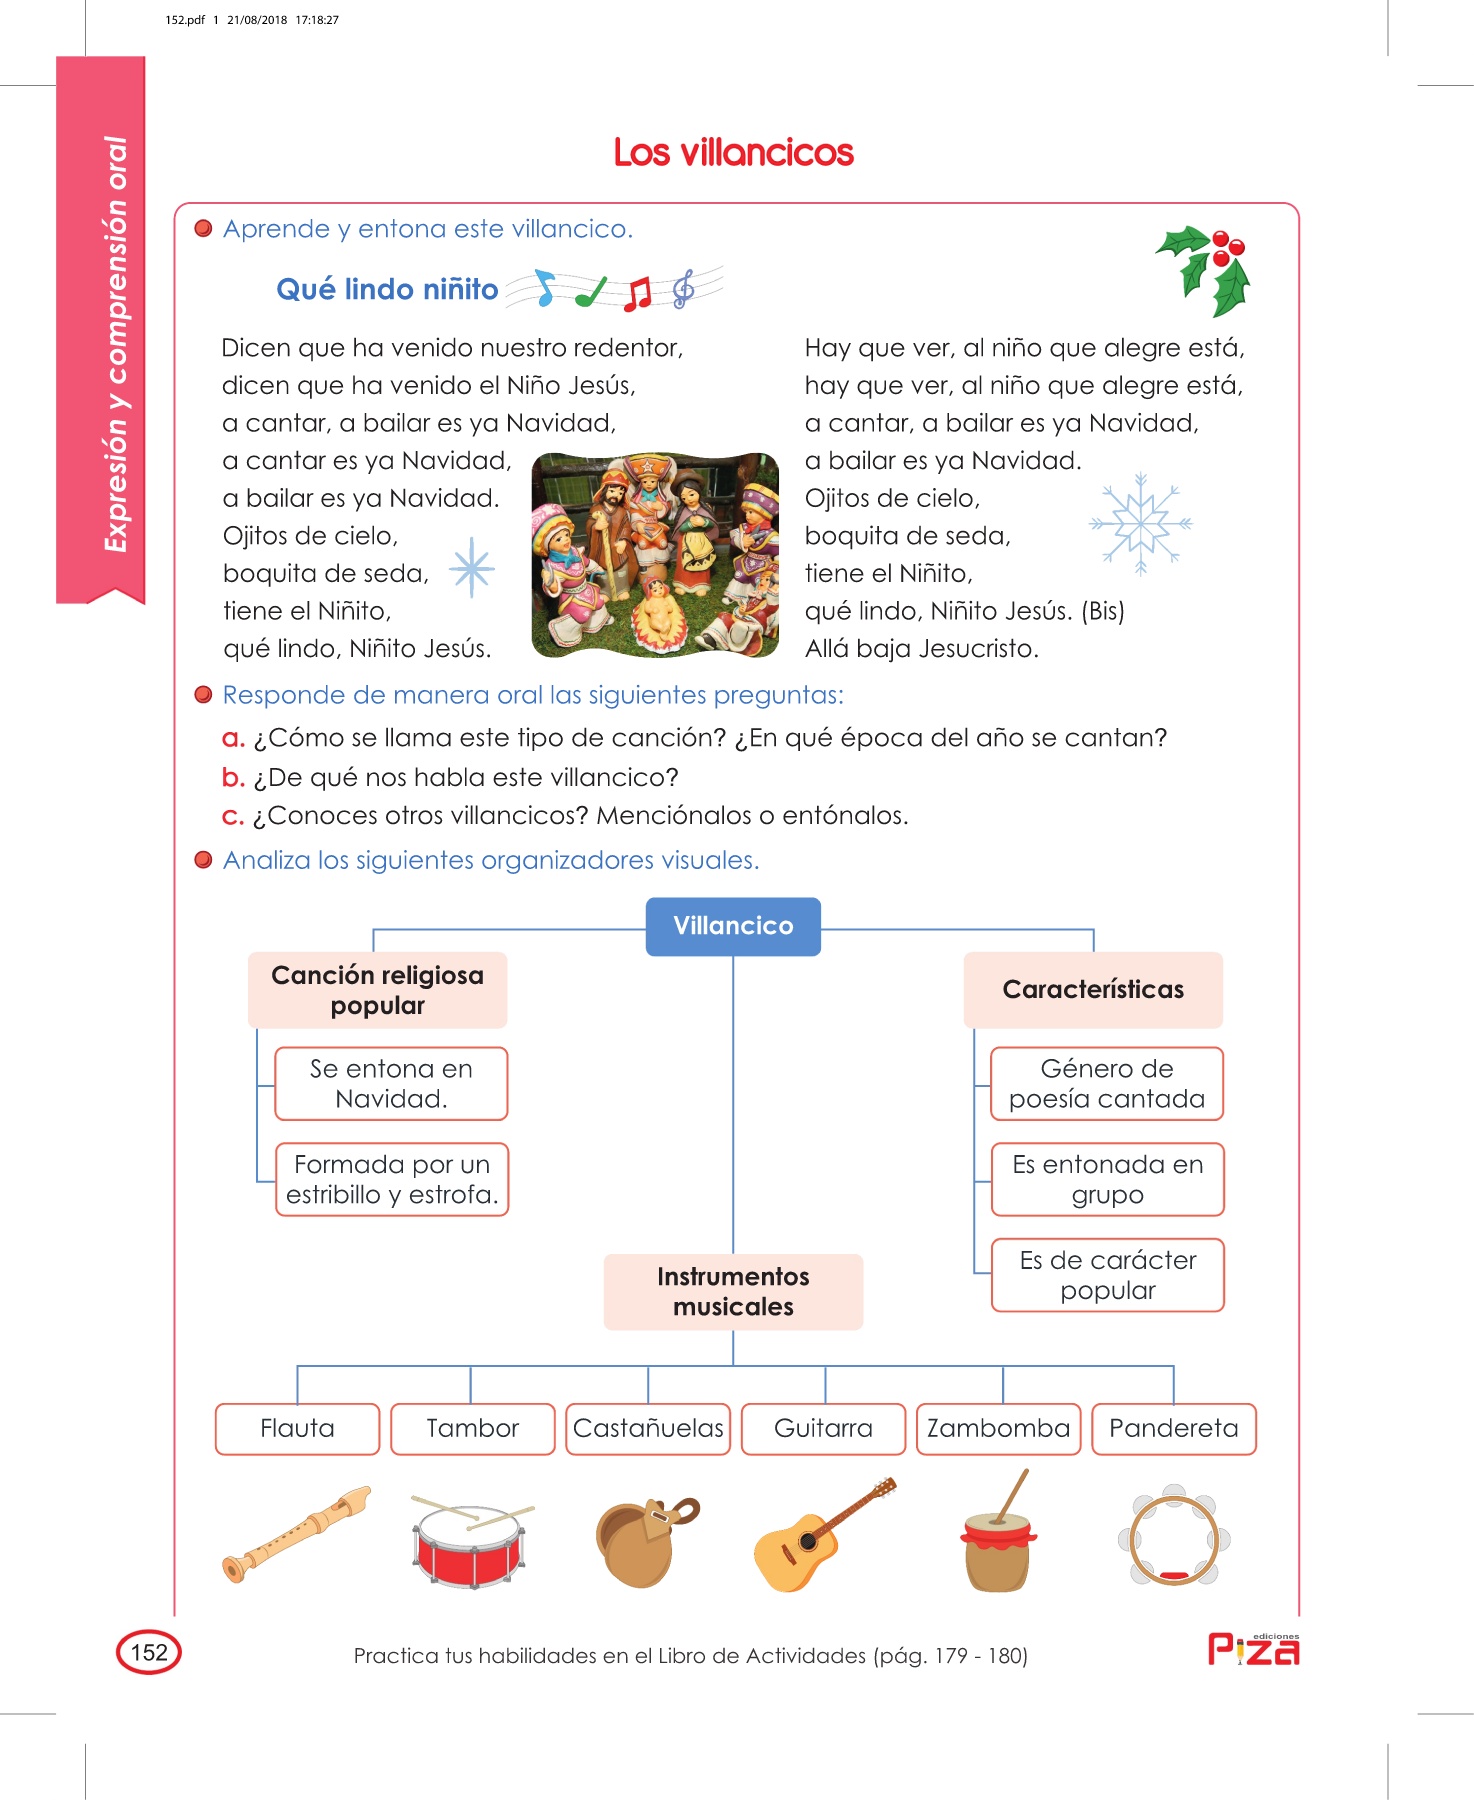 152.pdf 1 21/08/2018 17:18:27
Expresión y comprensión oral
Los villancicos
Aprende y entona este villancico.
Qué lindo niñito
Dicen que ha venido nuestro redentor,
dicen que ha venido el Niño Jesús,
a cantar, a bailar es ya Navidad,
a cantar es ya Navidad,
a bailar es ya Navidad.
Ojitos de cielo,
boquita de seda,
tiene el Niñito,
qué lindo, Niñito Jesús.
Hay que ver, al niño que alegre está,
hay que ver, al niño que alegre está,
a cantar, a bailar es ya Navidad,
a bailar es ya Navidad.
Ojitos de cielo,
boquita de seda,
tiene el Niñito,
qué lindo, Niñito Jesús. (Bis)
Allá baja Jesucristo.
Responde de manera oral las siguientes preguntas:
a. ¿Cómo se llama este tipo de canción? ¿En qué época del año se cantan?
b. ¿De qué nos habla este villancico?
c. ¿Conoces otros villancicos? Menciónalos o entónalos.
Analiza los siguientes organizadores visuales.
Villancico
Canción religiosa
popular
Se entona en
Navidad.
Formada por un
estribillo y estrofa.
Características
Género de
poesía cantada
Es entonada en
grupo
Es de carácter
popular
Instrumentos
musicales
Flauta
Tambor
Castañuelas
Guitarra
Zambomba
Pandereta
152
Practica tus habilidades en el Libro de Actividades (pág. 179 - 180)
ediciones
Piza